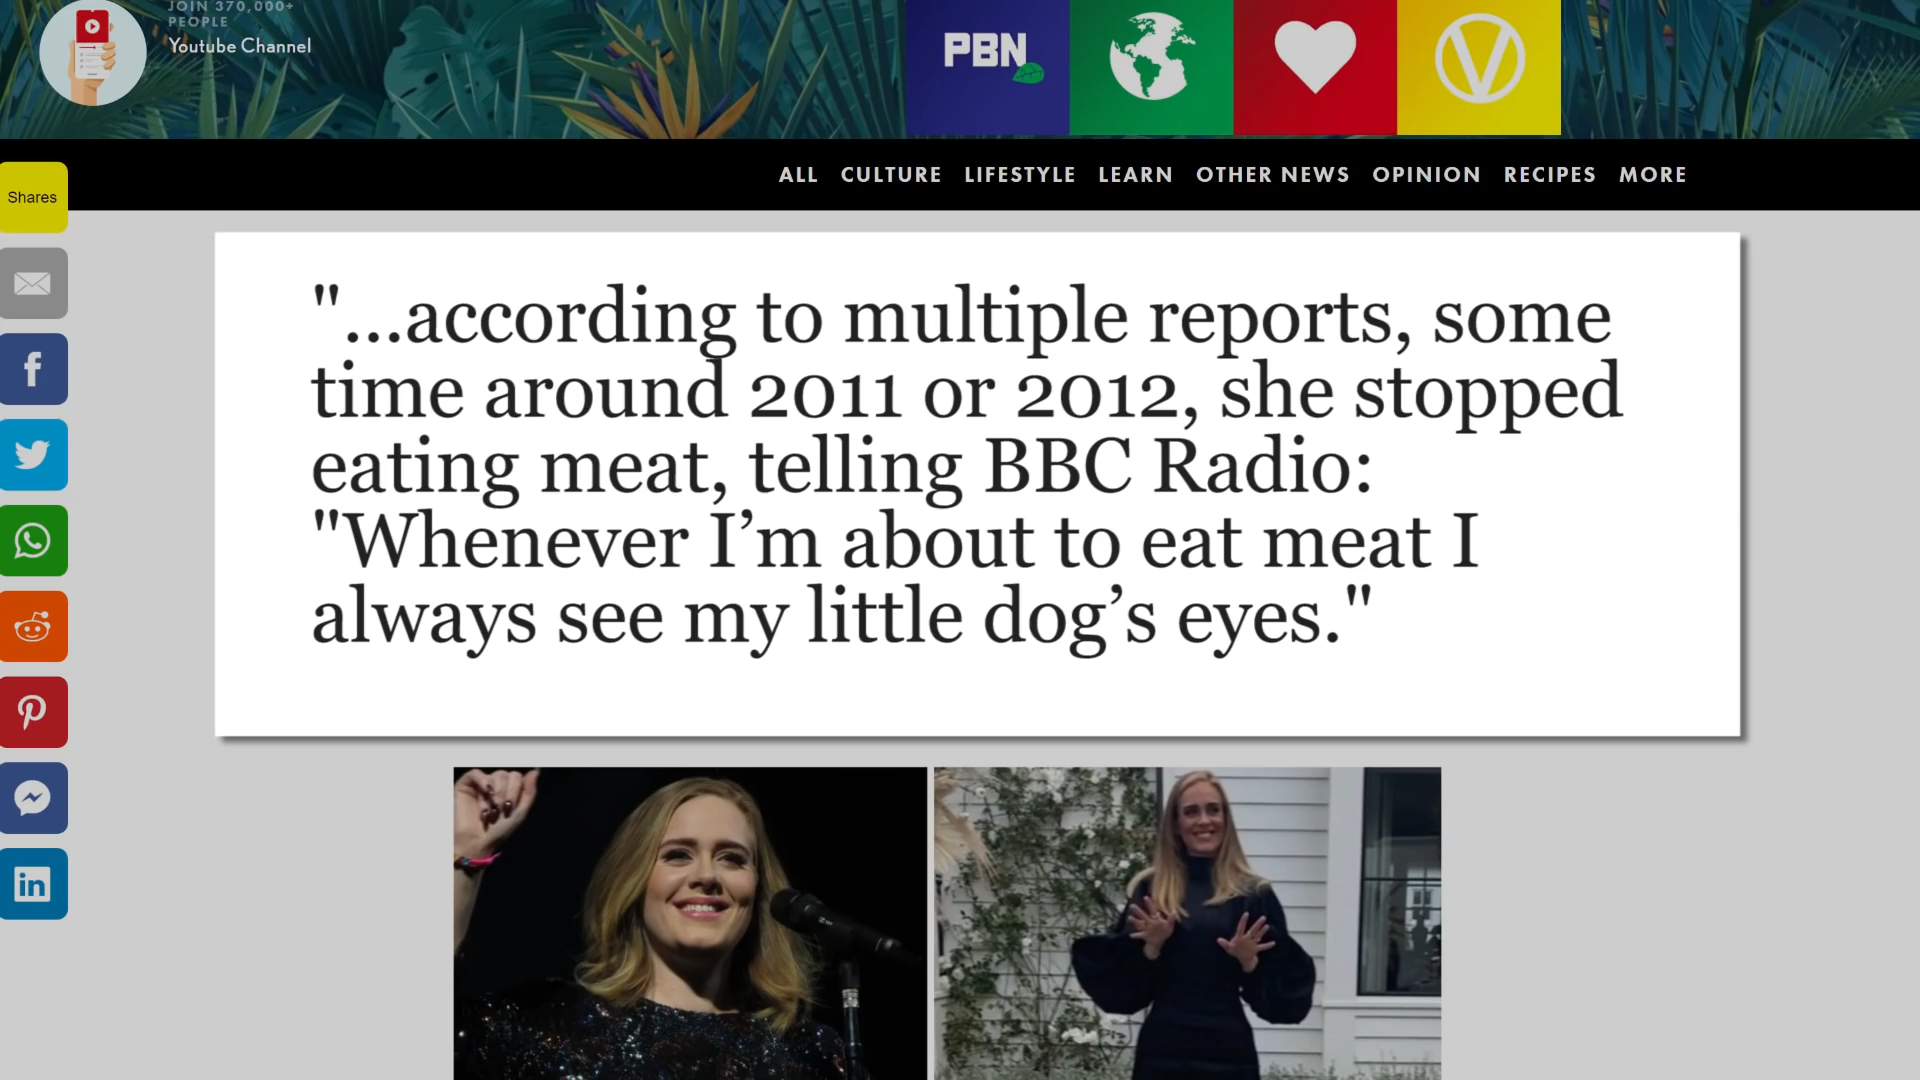 JOIN 370,000+
PEOPLE
Youtube Channel
PBN
ALL CULTURE LIFESTYLE LEARN OTHER NEWS OPINION RECIPES MORE
Shares
"...according to multiple reports, some
time around 2011 or 2012, she stopped
eating meat, telling BBC Radio:
"Whenever I’m about to eat meat I
always see my little dog’s eyes."